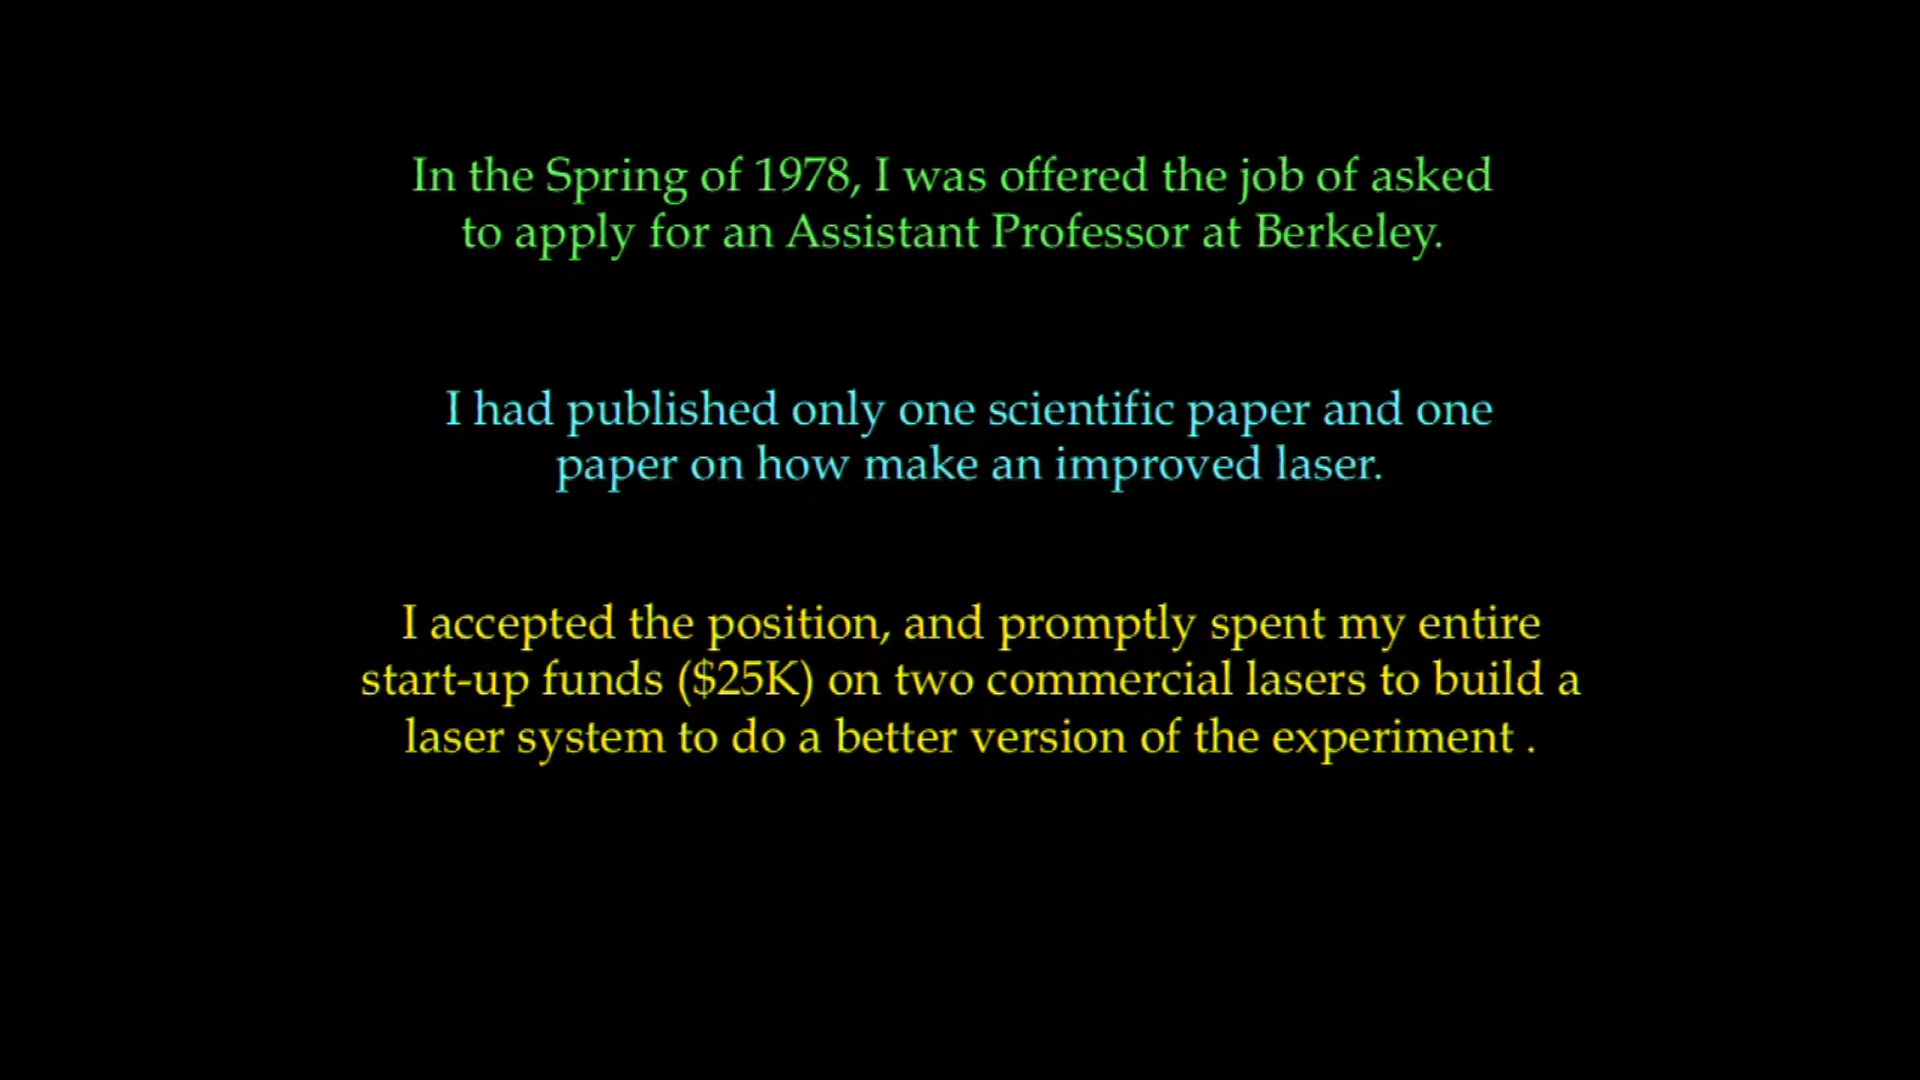 In the Spring of 1978, I was offered the job of asked
to apply for an Assistant Professor at Berkeley.
I had published only one scientific paper and one
paper on how make an improved laser.
I accepted the position, and promptly spent my entire
start-up funds ($25K) on two commercial lasers to build a
laser system to do a better version of the experiment .